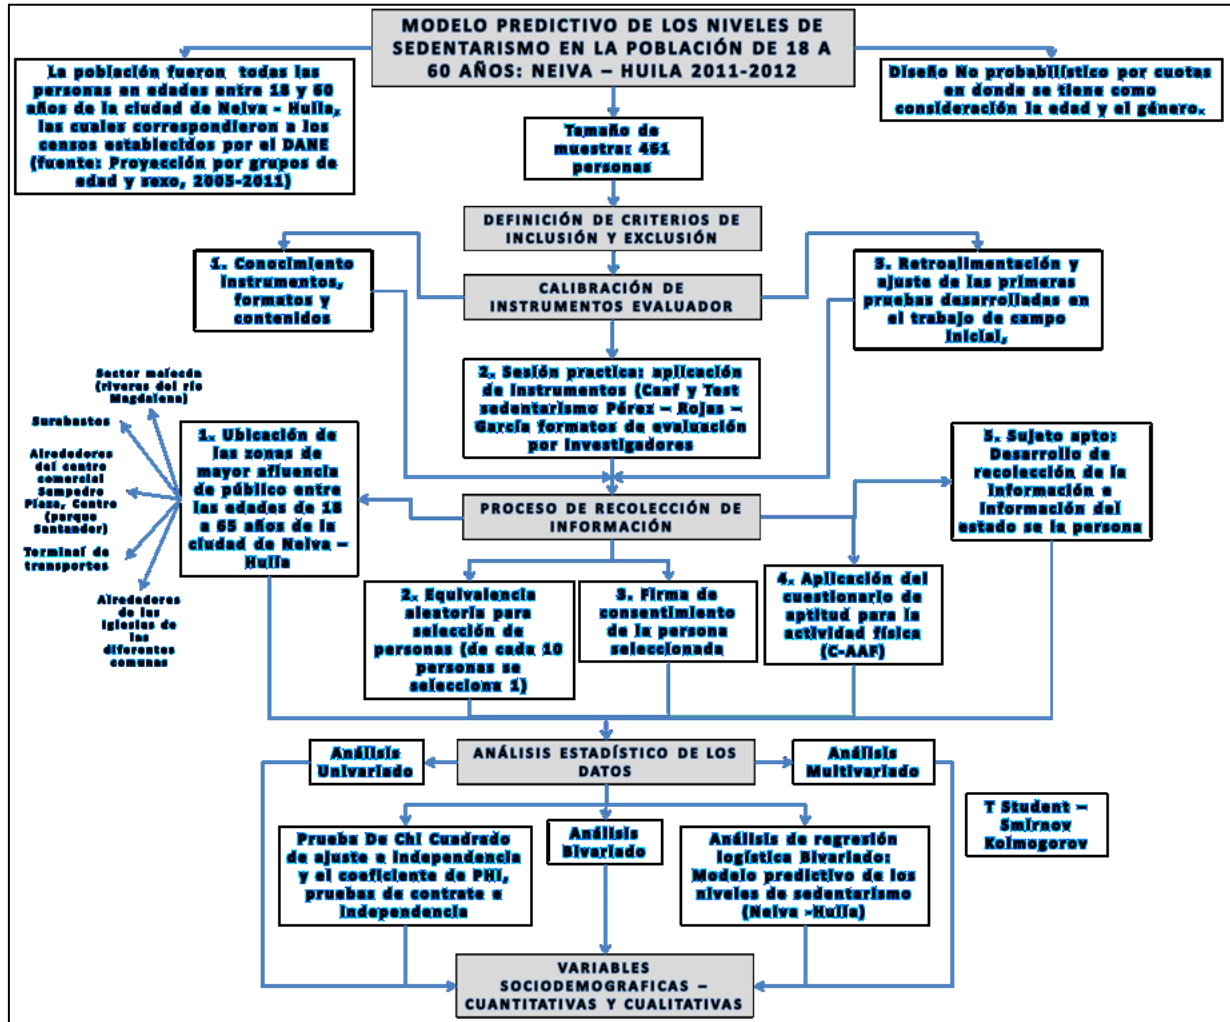 MODELO PREDICTIVO DE LOS NIVELES DE
SEDENTARISMO EN LA POBLACIÓN DE 18 A
60 AÑOS: NEIVA – HUILA 2011-2012
La población fueron todas las
personas en edades entre 18 y 60
años de la ciudad de Neiva - Huila,
las cuales correspondieron a los
censos establecidos por el DANE
(fuente: Proyección por grupos de
edad y sexo, 2005-2011)
Diseño No probabilístico por cuotas
en donde se tiene como
consideración la edad y el género.
Tamaño de
muestra: 461
personas
DEFINICIÓN DE CRITERIOS DE
INCLUSIÓN Y EXCLUSIÓN
1. Conocimiento
instrumentos,
formatos y
contenidos
CALIBRACIÓN DE
INSTRUMENTOS EVALUADOR
3. Retroalimentación y
ajuste de las primeras
pruebas desarrolladas en
el trabajo de campo
inicial,
2. Sesión practica: aplicación
de instrumentos (Caaf y Test
sedentarismo Pérez – Rojas –
García formatos de evaluación
por investigadores
Sector malecón
(riveras del río
Magdalena)
Surabastos
Alrededores
del centro
comercial
Sampedro
Plaza, Centro
(parque
Santander)
Terminal de
transportes
Alrededores
de las
iglesias de
las
diferentes
comunas
1. Ubicación de
las zonas de
mayor afluencia
de público entre
las edades de 18
a 65 años de la
ciudad de Neiva –
Huila
PROCESO DE RECOLECCIÓN DE
INFORMACIÓN
5. Sujeto apto:
Desarrollo de
recolección de la
información e
información del
estado se la persona
2. Equivalencia
aleatoria para
selección de
personas (de cada 10
personas se
selecciona 1)
3. Firma de
consentimiento
de la persona
seleccionada
4. Aplicación del
cuestionario de
aptitud para la
actividad física
(C-AAF)
Análisis
Univariado
ANÁLISIS ESTADÍSTICO DE LOS
DATOS
Análisis
Multivariado
T Student –
Smirnov
Kolmogorov
Prueba De Chi Cuadrado
de ajuste e independencia
y el coeficiente de PHI,
pruebas de contrate e
independencia
Análisis
Bivariado
Análisis de regresión
logística Bivariado:
Modelo predictivo de los
niveles de sedentarismo
(Neiva -Huila)
VARIABLES
SOCIODEMOGRAFICAS –
CUANTITATIVAS Y CUALITATIVAS